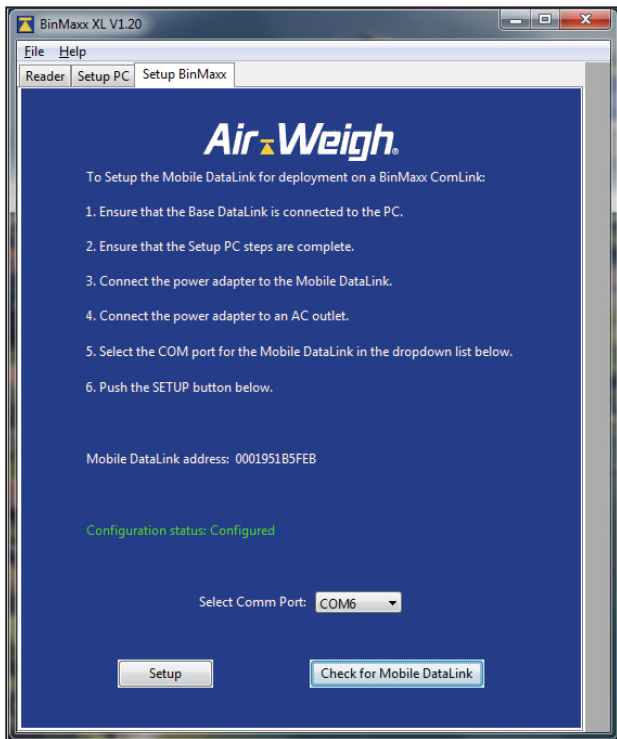 BinMaxx XL V1.20
File Help
Reader Setup PC Setup BinMaxx
Air-Weigh®
To Setup the Mobile DataLink for deployment on a BinMaxx ComLink:
1. Ensure that the Base DataLink is connected to the PC.
2. Ensure that the Setup PC steps are complete.
3. Connect the power adapter to the Mobile DataLink.
4. Connect the power adapter to an AC outlet.
5. Select the COM port for the Mobile DataLink in the dropdown list below.
6. Push the SETUP button below.
Mobile DataLink address: 0001951B5FEB
Configuration status: Configured
Select Comm Port: COM6
Setup Check for Mobile DataLink